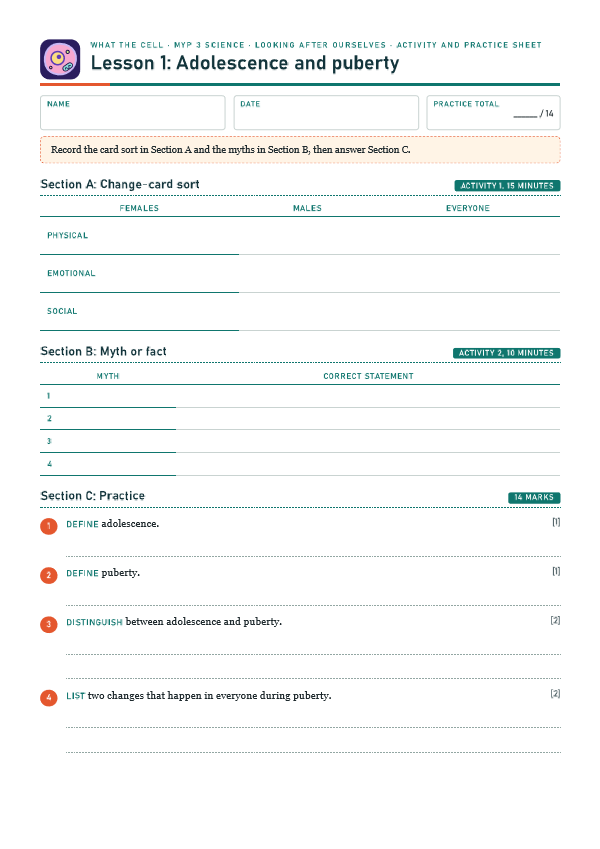 WHAT THE CELL · MYP 3 SCIENCE · LOOKING AFTER OURSELVES · ACTIVITY AND PRACTICE SHEET
Lesson 1: Adolescence and puberty
NAME
DATE
PRACTICE TOTAL
_____ / 14
Record the card sort in Section A and the myths in Section B, then answer Section C.
Section A: Change-card sort
ACTIVITY 1, 15 MINUTES
FEMALES MALES EVERYONE
PHYSICAL
EMOTIONAL
SOCIAL
Section B: Myth or fact
ACTIVITY 2, 10 MINUTES
MYTH CORRECT STATEMENT
1
2
3
4
Section C: Practice
14 MARKS
1 DEFINE adolescence. [1]
2 DEFINE puberty. [1]
3 DISTINGUISH between adolescence and puberty. [2]
4 LIST two changes that happen in everyone during puberty. [2]